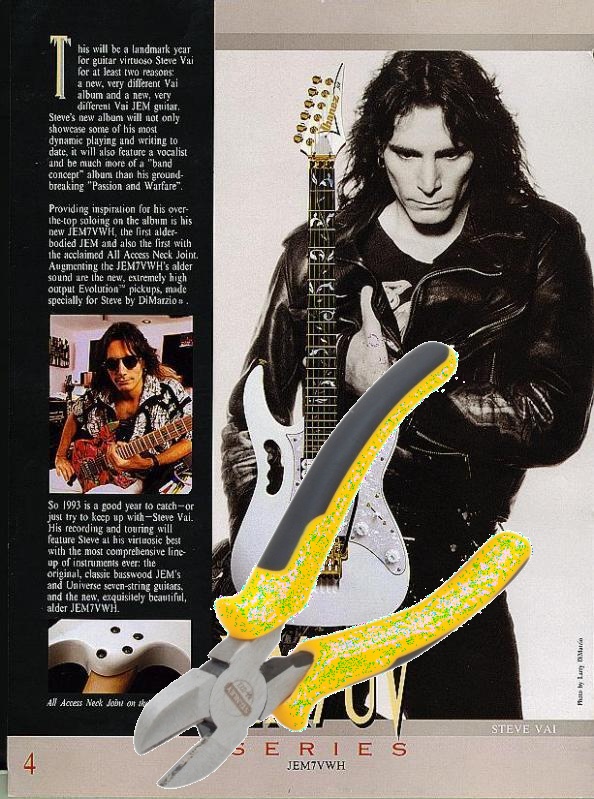 This will be a landmark year
for guitar virtuoso Steve Vai
for at least two reasons:
a new, very different Vai
album and a new, very
different Vai JEM guitar.
Steve's new album will not only
showcase some of his most
dynamic playing and writing to
date, it will also feature a vocalist
and be much more of a "band
concept" album than his ground-
breaking "Passion and Warfare".
Providing inspiration for his over-
the-top soloing on the album is his
new JEM7VWH, the first alder-
bodied JEM and also the first with
the acclaimed All Access Neck Joint.
Augmenting the JEM7VWH's alder
sound are the new, extremely high
output Evolution™ pickups, made
specially for Steve by DiMarzio®.
So 1993 is a good year to catch—or
just try to keep up with—Steve Vai.
His recording and touring will
feature Steve at his virtuosic best
with the most comprehensive line-
up of instruments ever: the
original, classic basswood JEM's
and Universe seven-string guitars,
and the new, exquisitely beautiful,
alder JEM7VWH.
All Access Neck Joint on
Ibanez
Photo by Larry DiMarzio
STEVE VAI
SERIES
JEM7VWH
4